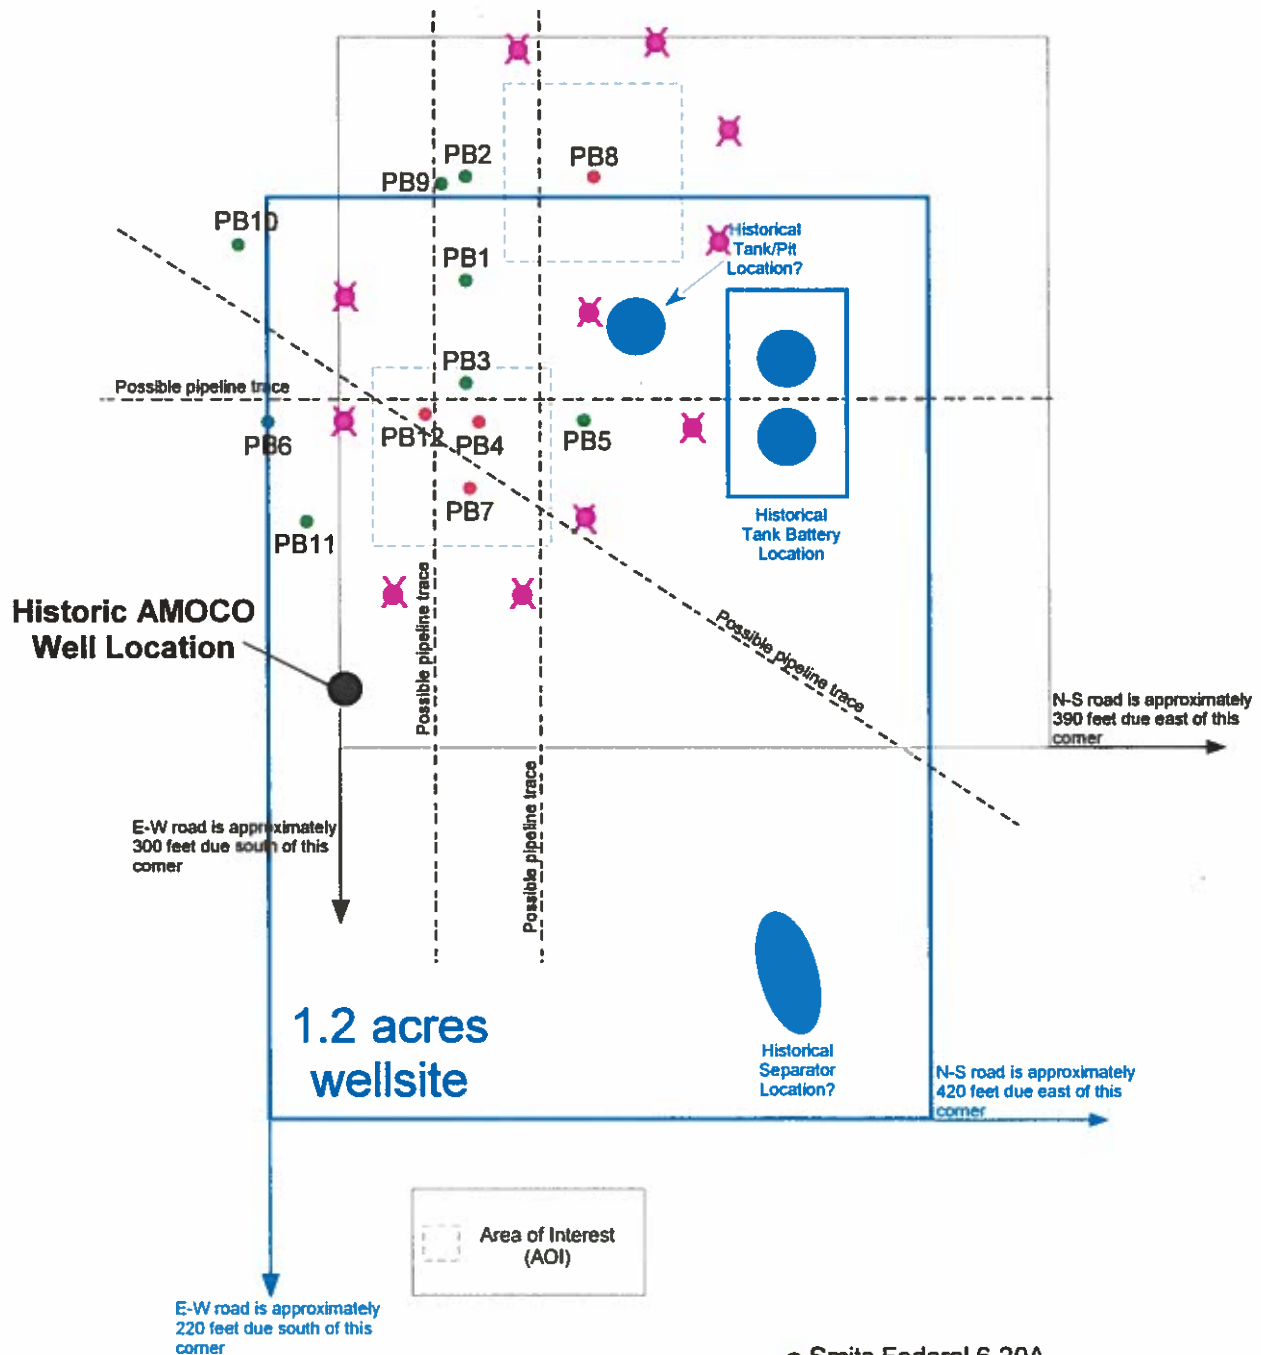 PB2
PB8
PB9
PB10
Historical
Tank/Pit
Location?
PB1
PB3
Possible pipeline trace
PB12
PB4
PB5
PB6
PB7
PB11
Historical
Tank Battery
Location
Historic AMOCO
Well Location
Possible pipeline trace
Possible pipeline trace
Possible pipeline trace
N-S road is approximately
390 feet due east of this
corner
E-W road is approximately
300 feet due south of this
corner
1.2 acres
wellsite
Historical
Separator
Location?
N-S road is approximately
420 feet due east of this
corner
Area of Interest
(AOI)
E-W road is approximately
220 feet due south of this
corner
Smits Federal 6-20A